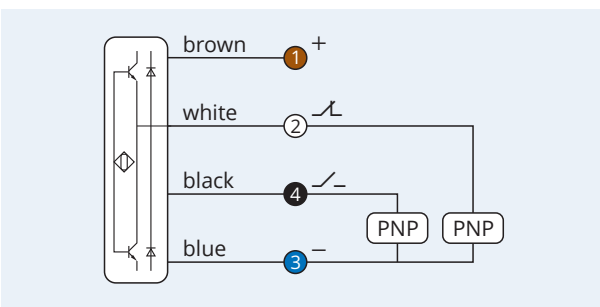 brown 1 +
white 2
black 4
PNP PNP
blue 3 −